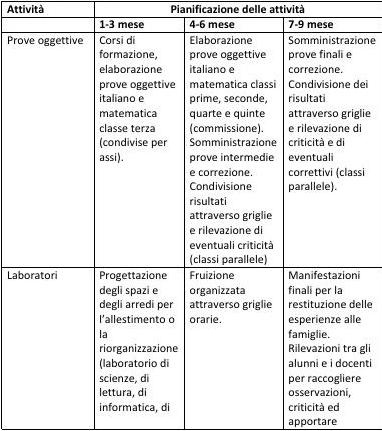 Attività
Pianificazione delle attività
1-3 mese
4-6 mese
7-9 mese
Prove oggettive
Corsi di
formazione,
elaborazione
prove oggettive
italiano e
matematica
classe terza
(condivise per
assi).
Elaborazione
prove oggettive
italiano e
matematica classi
prime, seconde,
quarte e quinte
(commissione).
Somministrazione
prove intermedie
e correzione.
Condivisione
risultati
attraverso griglie
e rilevazione di
eventuali criticità
(classi parallele)
Somministrazione
prove finali e
correzione.
Condivisione dei
risultati
attraverso griglie
e rilevazione di
criticità e di
eventuali
correttivi (classi
parallele).
Laboratori
Progettazione
degli spazi e
degli arredi per
l'allestimento o
la
riorganizzazione
(laboratorio di
scienze, di
lettura, di
informatica, di
Fruizione
organizzata
attraverso griglie
orarie.
Manifestazioni
finali per la
restituzione delle
esperienze alle
famiglie.
Rilevazioni tra gli
alunni e i docenti
per raccogliere
osservazioni,
criticità ed
apportare